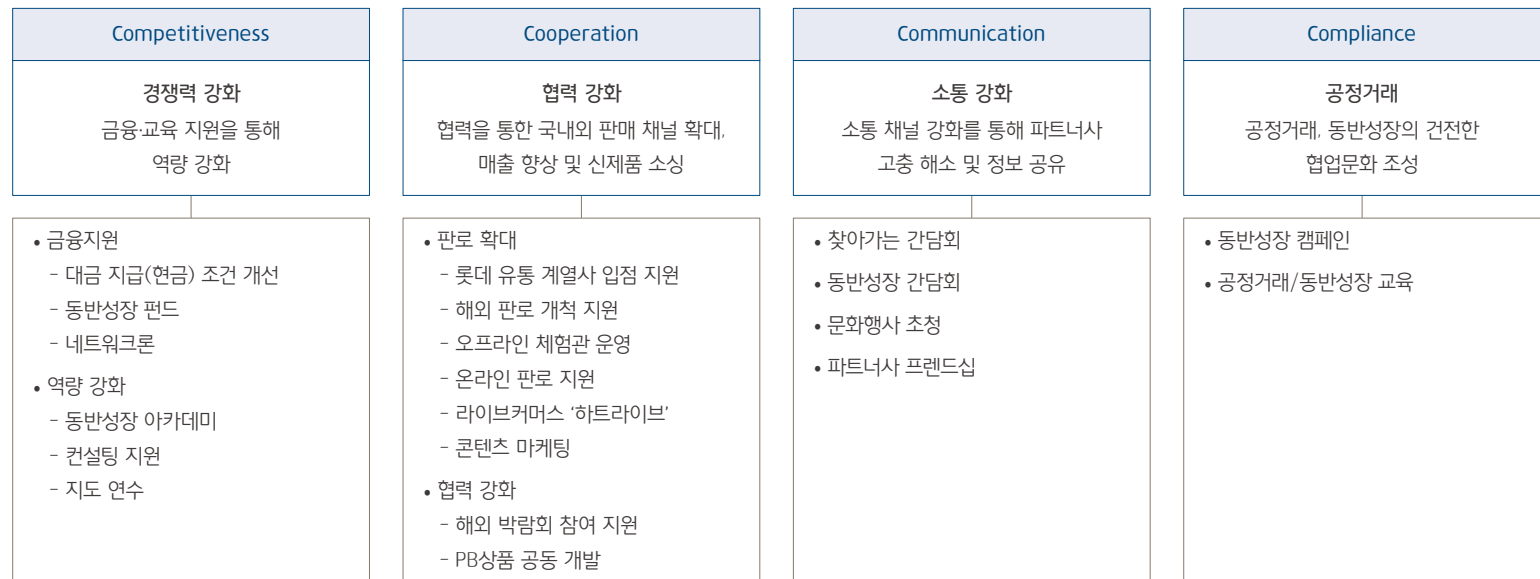 Competitiveness
경쟁력 강화
금융·교육 지원을 통해
역량 강화
• 금융지원
- 대금 지급(현금) 조건 개선
- 동반성장 펀드
- 네트워크론
• 역량 강화
- 동반성장 아카데미
- 컨설팅 지원
- 지도 연수
Cooperation
협력 강화
협력을 통한 국내외 판매 채널 확대,
매출 향상 및 신제품 소싱
• 판로 확대
- 롯데 유통 계열사 입점 지원
- 해외 판로 개척 지원
- 오프라인 체험관 운영
- 온라인 판로 지원
- 라이브커머스 ‘하트라이브’
- 콘텐츠 마케팅
• 협력 강화
- 해외 박람회 참여 지원
- PB상품 공동 개발
Communication
소통 강화
소통 채널 강화를 통해 파트너사
고충 해소 및 정보 공유
• 찾아가는 간담회
• 동반성장 간담회
• 문화행사 초청
• 파트너사 프렌드십
Compliance
공정거래
공정거래, 동반성장의 건전한
협업문화 조성
• 동반성장 캠페인
• 공정거래/동반성장 교육